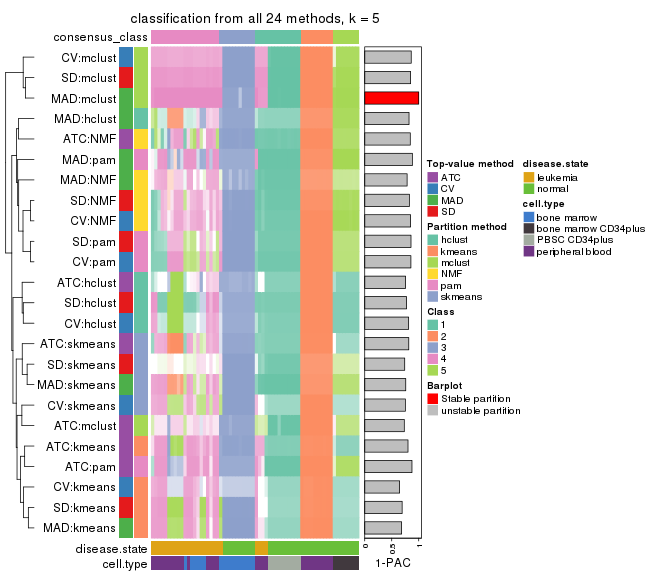 classification from all 24 methods, k = 5
consensus_class
CV:mclust
SD:mclust
MAD:mclust
MAD:hclust
ATC:NMF
MAD:pam
MAD:NMF
SD:NMF
CV:NMF
SD:pam
CV:pam
ATC:hclust
SD:hclust
CV:hclust
ATC:skmeans
SD:skmeans
MAD:skmeans
CV:skmeans
ATC:mclust
ATC:kmeans
ATC:pam
CV:kmeans
SD:kmeans
MAD:kmeans
disease.state
cell.type
0
0.5
1
1-PAC
Top-value method
ATC
CV
MAD
SD
Partition method
hclust
kmeans
mclust
NMF
pam
skmeans
Class
1
2
3
4
5
Barplot
Stable partition
unstable partition
disease.state
leukemia
normal
cell.type
bone marrow
bone marrow CD34plus
PBSC CD34plus
peripheral blood